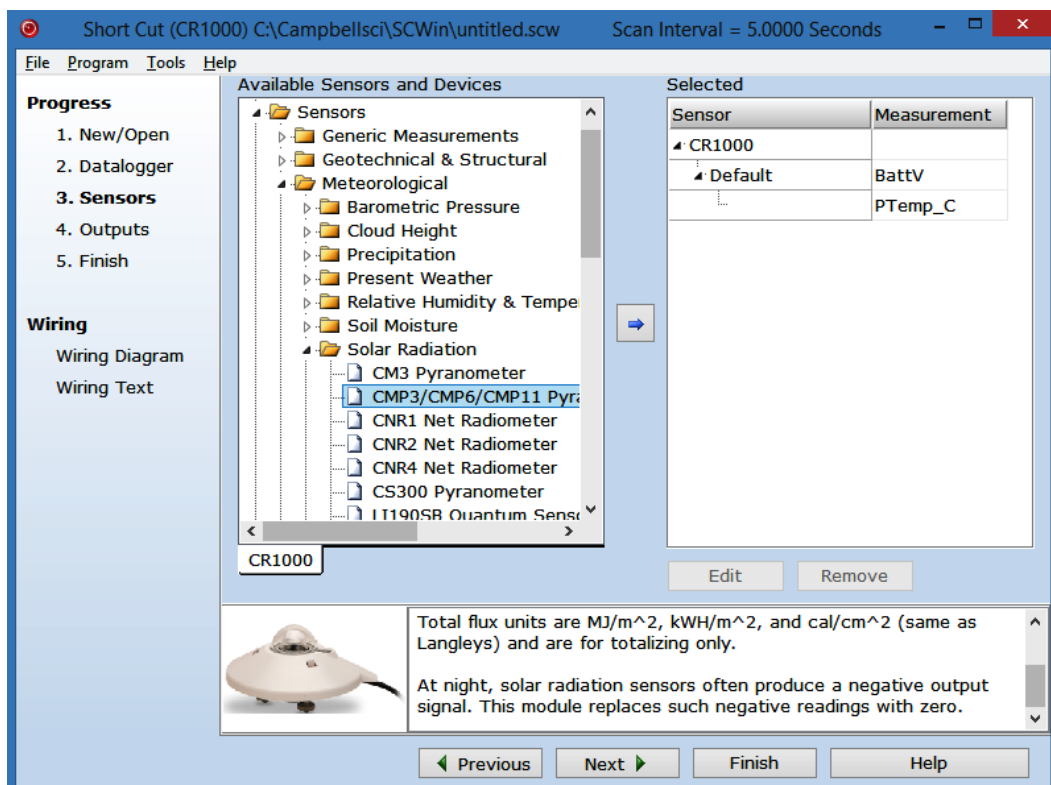 Short Cut (CR1000) C:\Campbellsci\SCWin\untitled.scw Scan Interval = 5.0000 Seconds
File Program Tools Help
Progress
1. New/Open
2. Datalogger
3. Sensors
4. Outputs
5. Finish
Wiring
Wiring Diagram
Wiring Text
Available Sensors and Devices
Sensors
Generic Measurements
Geotechnical & Structural
Meteorological
Barometric Pressure
Cloud Height
Precipitation
Present Weather
Relative Humidity & Temper
Soil Moisture
Solar Radiation
CM3 Pyranometer
CMP3/CMP6/CMP11 Pyra
CNR1 Net Radiometer
CNR2 Net Radiometer
CNR4 Net Radiometer
CS300 Pyranometer
LI190SB Quantum Senso
CR1000
Selected
Sensor Measurement
CR1000
Default BattV
PTemp_C
Edit Remove
Total flux units are MJ/m^2, kWH/m^2, and cal/cm^2 (same as
Langleys) and are for totalizing only.
At night, solar radiation sensors often produce a negative output
signal. This module replaces such negative readings with zero.
Previous Next Finish Help